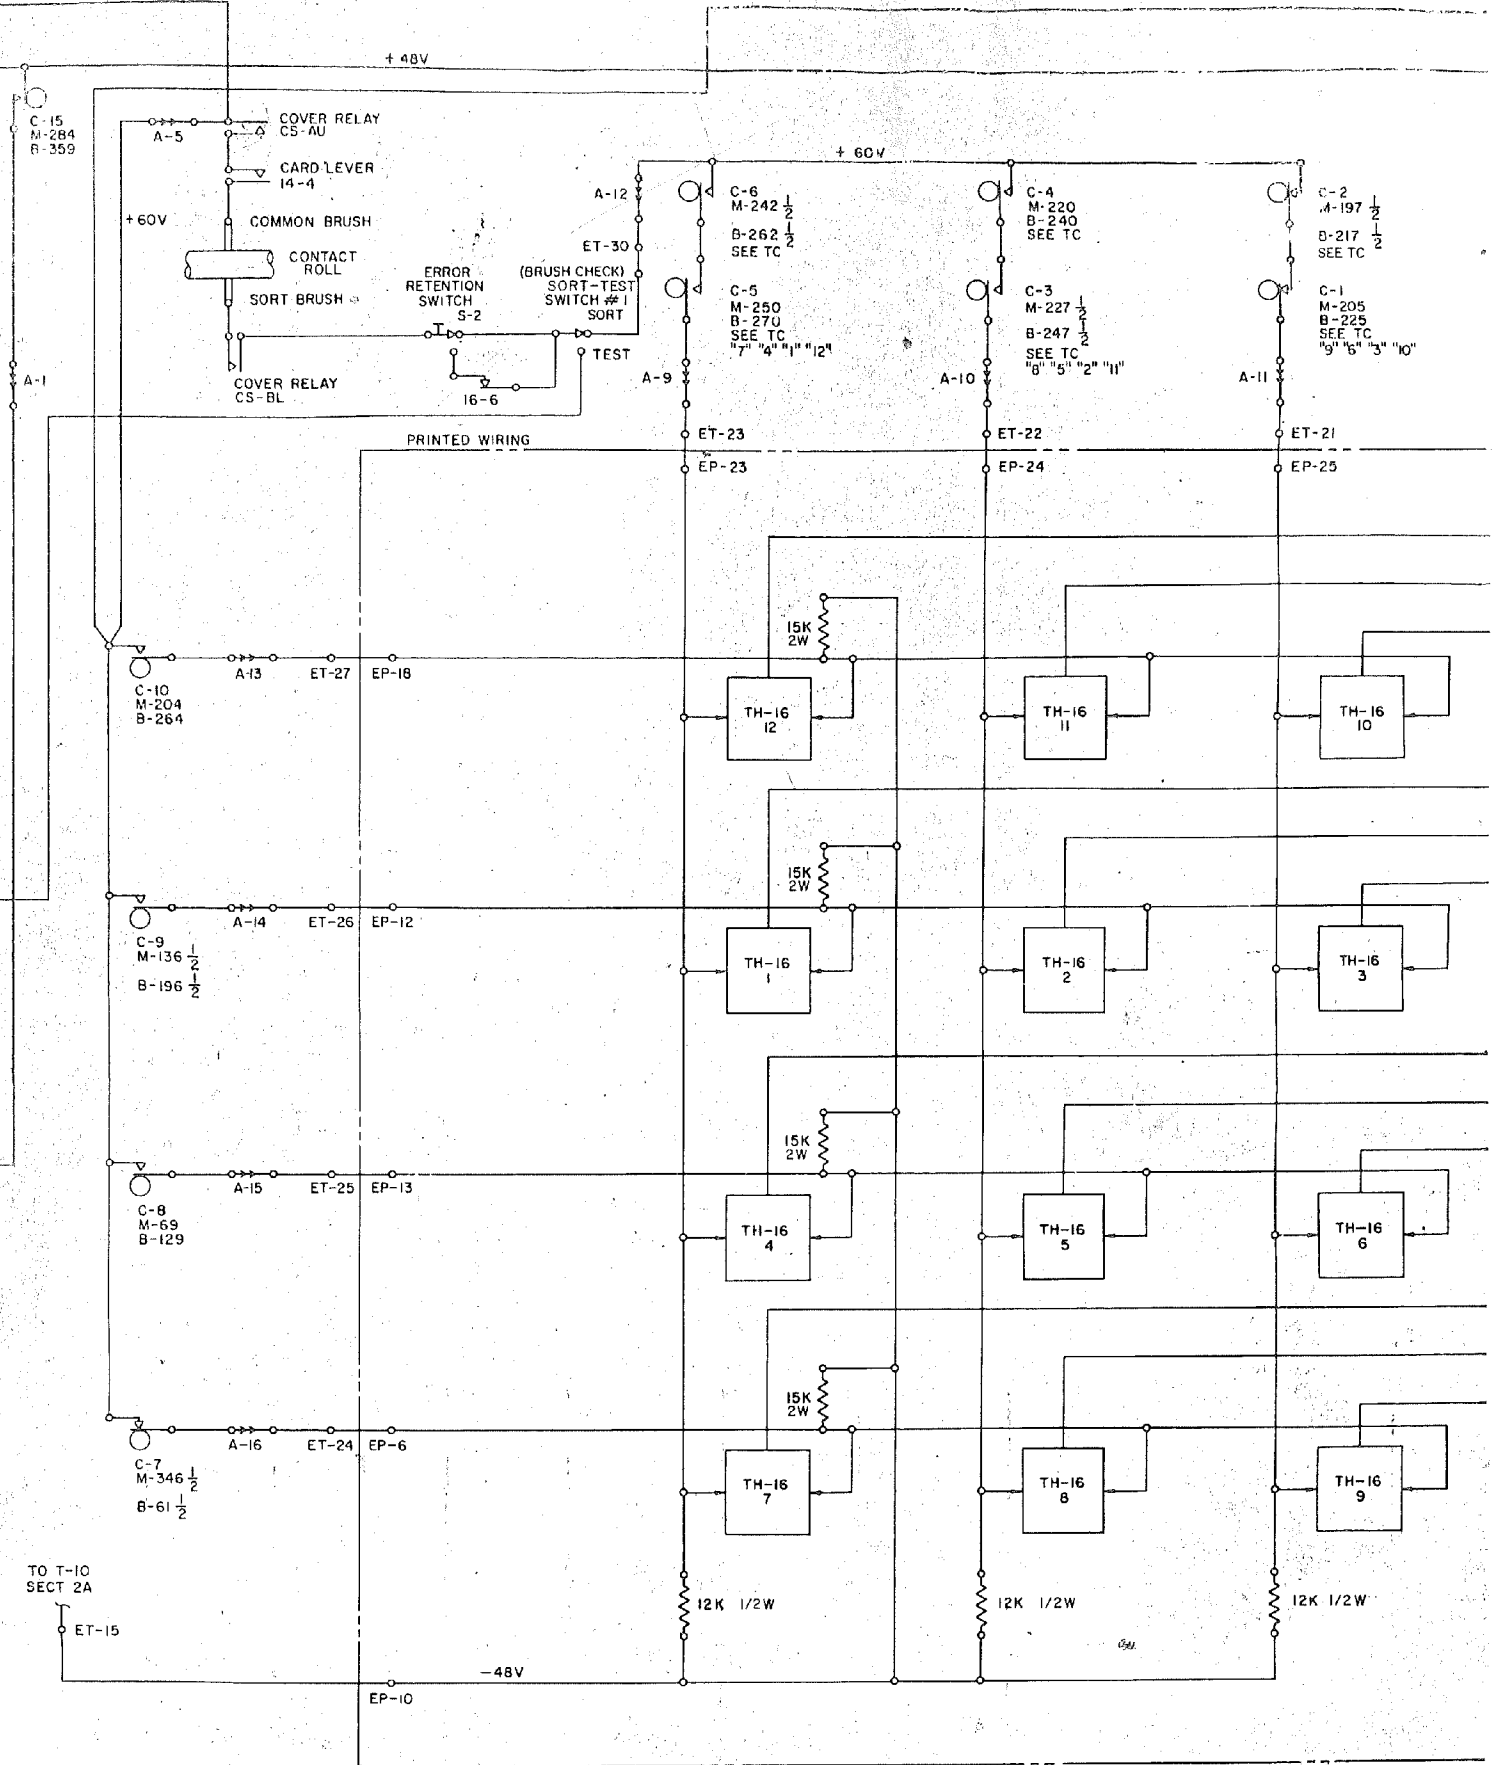 + 48V
C-15
M-284
B-359
A-5
COVER RELAY
CS-AU
CARD LEVER
14-4
+60V
COMMON BRUSH
CONTACT
ROLL
SORT BRUSH
ERROR
RETENTION
SWITCH
S-2
(BRUSH CHECK)
SORT-TEST
SWITCH #1
SORT
TEST
16-6
COVER RELAY
CS-BL
A-1
+ 60V
A-12
ET-30
C-6
M-242 1/2
B-262 1/2
SEE TC
C-5
M-250
B-270
SEE TC
"7" "4" "1" "12"
A-9
ET-23
EP-23
C-4
M-220
B-240
SEE TC
C-3
M-227 1/2
B-247 1/2
SEE TC
"8" "5" "2" "11"
A-10
ET-22
EP-24
C-2
M-197 1/2
B-217 1/2
SEE TC
C-1
M-205
B-225
SEE TC
"9" "6" "3" "10"
A-11
ET-21
EP-25
PRINTED WIRING
C-10
M-204
B-264
A-13
ET-27
EP-18
15K
2W
TH-16
12
TH-16
11
TH-16
10
C-9
M-136 1/2
B-196 1/2
A-14
ET-26
EP-12
15K
2W
TH-16
1
TH-16
2
TH-16
3
C-8
M-69
B-129
A-15
ET-25
EP-13
15K
2W
TH-16
4
TH-16
5
TH-16
6
C-7
M-346 1/2
B-61 1/2
A-16
ET-24
EP-6
15K
2W
TH-16
7
TH-16
8
TH-16
9
TO T-10
SECT 2A
ET-15
12K 1/2W
12K 1/2W
12K 1/2W
-48V
EP-10